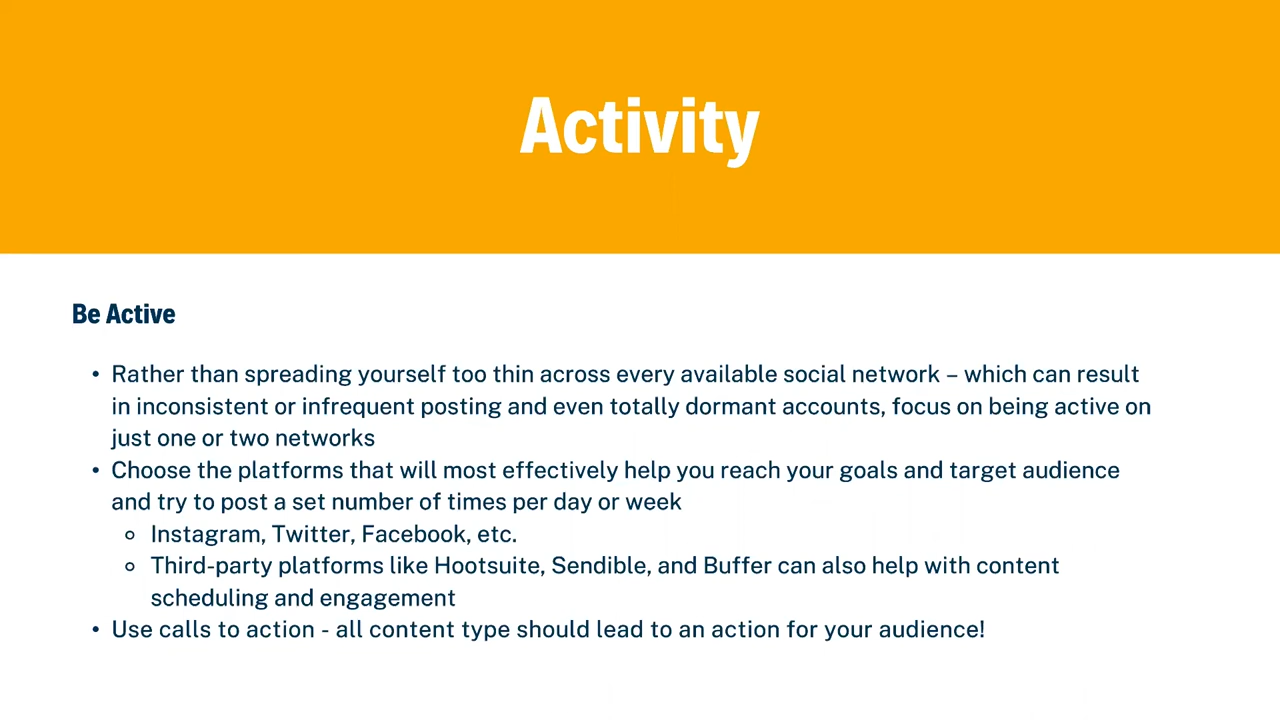 Activity
Be Active
• Rather than spreading yourself too thin across every available social network – which can result
in inconsistent or infrequent posting and even totally dormant accounts, focus on being active on
just one or two networks
• Choose the platforms that will most effectively help you reach your goals and target audience
and try to post a set number of times per day or week
◦ Instagram, Twitter, Facebook, etc.
◦ Third-party platforms like Hootsuite, Sendible, and Buffer can also help with content
scheduling and engagement
• Use calls to action - all content type should lead to an action for your audience!